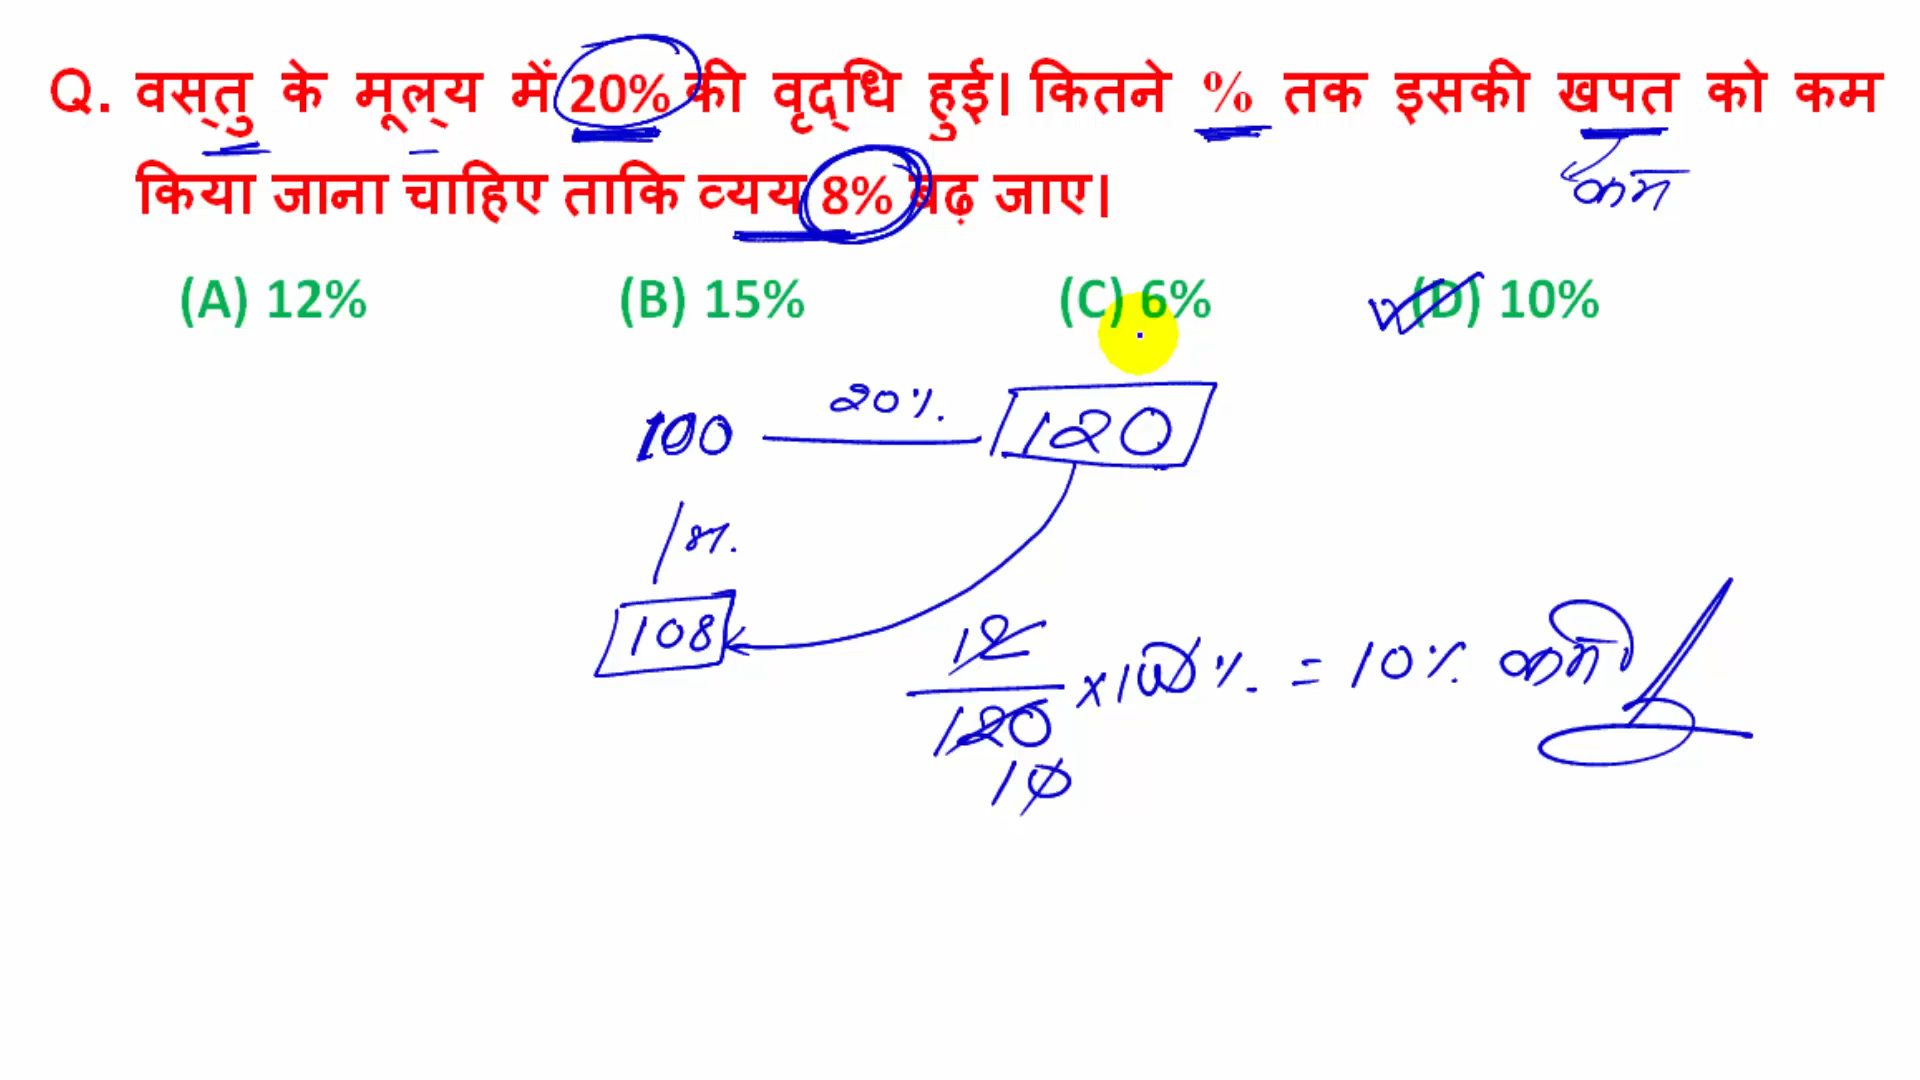 Q. वस्तु के मूल्य में 20% की वृद्धि हुई। कितने % तक इसकी खपत को कम
किया जाना चाहिए ताकि व्यय 8% बढ़ जाए।
कम
(A) 12% (B) 15% (C) 6% (D) 10%
100 20% 120
8%
108
12
120 × 100% = 10% कमी
10